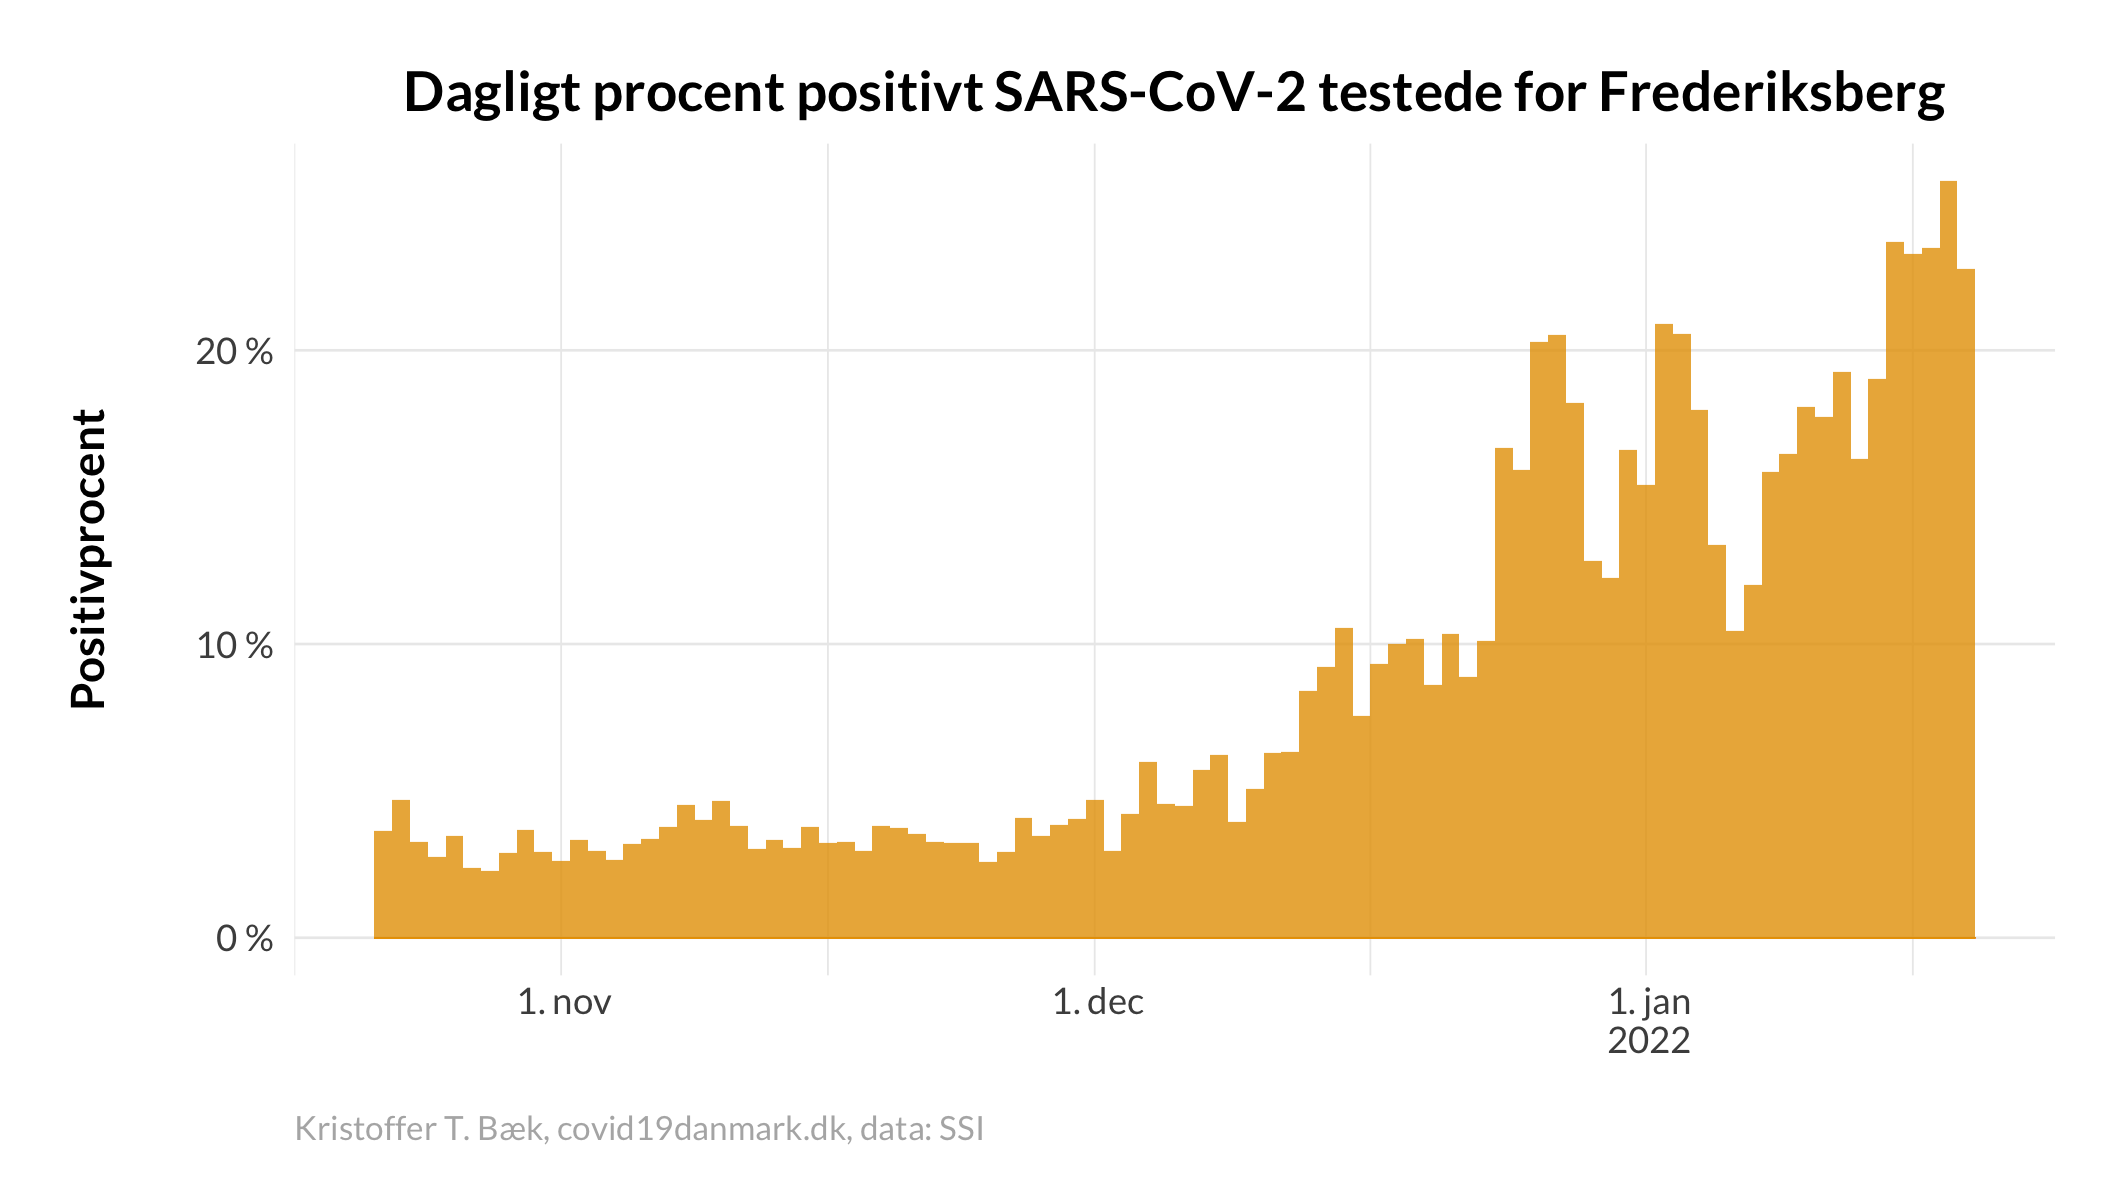 Dagligt procent positivt SARS-CoV-2 testede for Frederiksberg
Positivprocent
20 %
10 %
0 %
1. nov
1. dec
1. jan
2022
Kristoffer T. Bæk, covid19danmark.dk, data: SSI